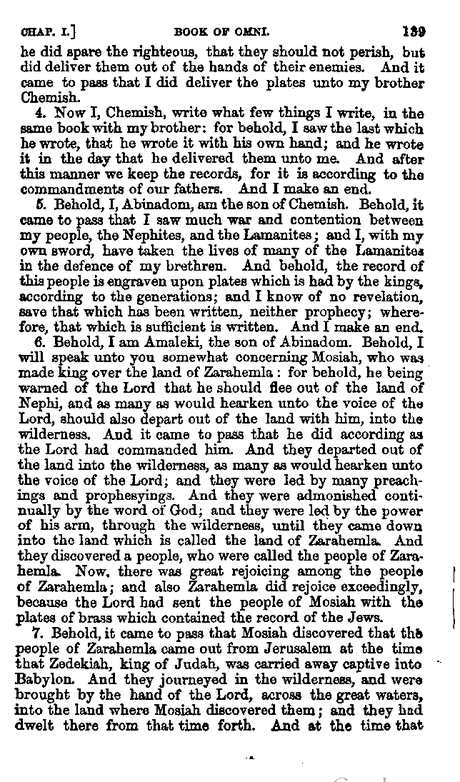 CHAP. I.] BOOK OF OMNI. 139
he did spare the righteous, that they should not perish, but
did deliver them out of the hands of their enemies. And it
came to pass that I did deliver the plates unto my brother
Chemish.
4. Now I, Chemish, write what few things I write, in the
same book with my brother: for behold, I saw the last which
he wrote, that he wrote it with his own hand; and he wrote
it in the day that he delivered them unto me. And after
this manner we keep the records, for it is according to the
commandments of our fathers. And I make an end.
5. Behold, I, Abinadom, am the son of Chemish. Behold, it
came to pass that I saw much war and contention between
my people, the Nephites, and the Lamanites; and I, with my
own sword, have taken the lives of many of the Lamanites
in the defence of my brethren. And behold, the record of
this people is engraven upon plates which is had by the kings,
according to the generations; and I know of no revelation,
save that which has been written, neither prophecy; where-
fore, that which is sufficient is written. And I make an end.
6. Behold, I am Amaleki, the son of Abinadom. Behold, I
will speak unto you somewhat concerning Mosiah, who was
made king over the land of Zarahemla: for behold, he being
warned of the Lord that he should flee out of the land of
Nephi, and as many as would hearken unto the voice of the
Lord, should also depart out of the land with him, into the
wilderness. And it came to pass that he did according as
the Lord had commanded him. And they departed out of
the land into the wilderness, as many as would hearken unto
the voice of the Lord; and they were led by many preach-
ings and prophesyings. And they were admonished conti-
nually by the word of God; and they were led by the power
of his arm, through the wilderness, until they came down
into the land which is called the land of Zarahemla. And
they discovered a people, who were called the people of Zara-
hemla. Now, there was great rejoicing among the people
of Zarahemla; and also Zarahemla did rejoice exceedingly,
because the Lord had sent the people of Mosiah with the
plates of brass which contained the record of the Jews.
7. Behold, it came to pass that Mosiah discovered that the
people of Zarahemla came out from Jerusalem at the time
that Zedekiah, king of Judah, was carried away captive into
Babylon. And they journeyed in the wilderness, and were
brought by the hand of the Lord, across the great waters,
into the land where Mosiah discovered them; and they had
dwelt there from that time forth. And at the time that